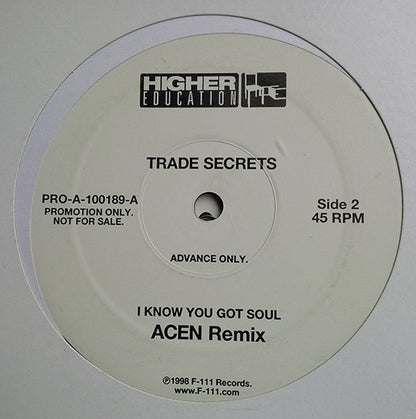 HIGHER
EDUCATION
TRADE SECRETS
PRO-A-100189-A
PROMOTION ONLY.
NOT FOR SALE.
Side 2
45 RPM
ADVANCE ONLY.
I KNOW YOU GOT SOUL
ACEN Remix
℗1998 F-111 Records.
www.F-111.com